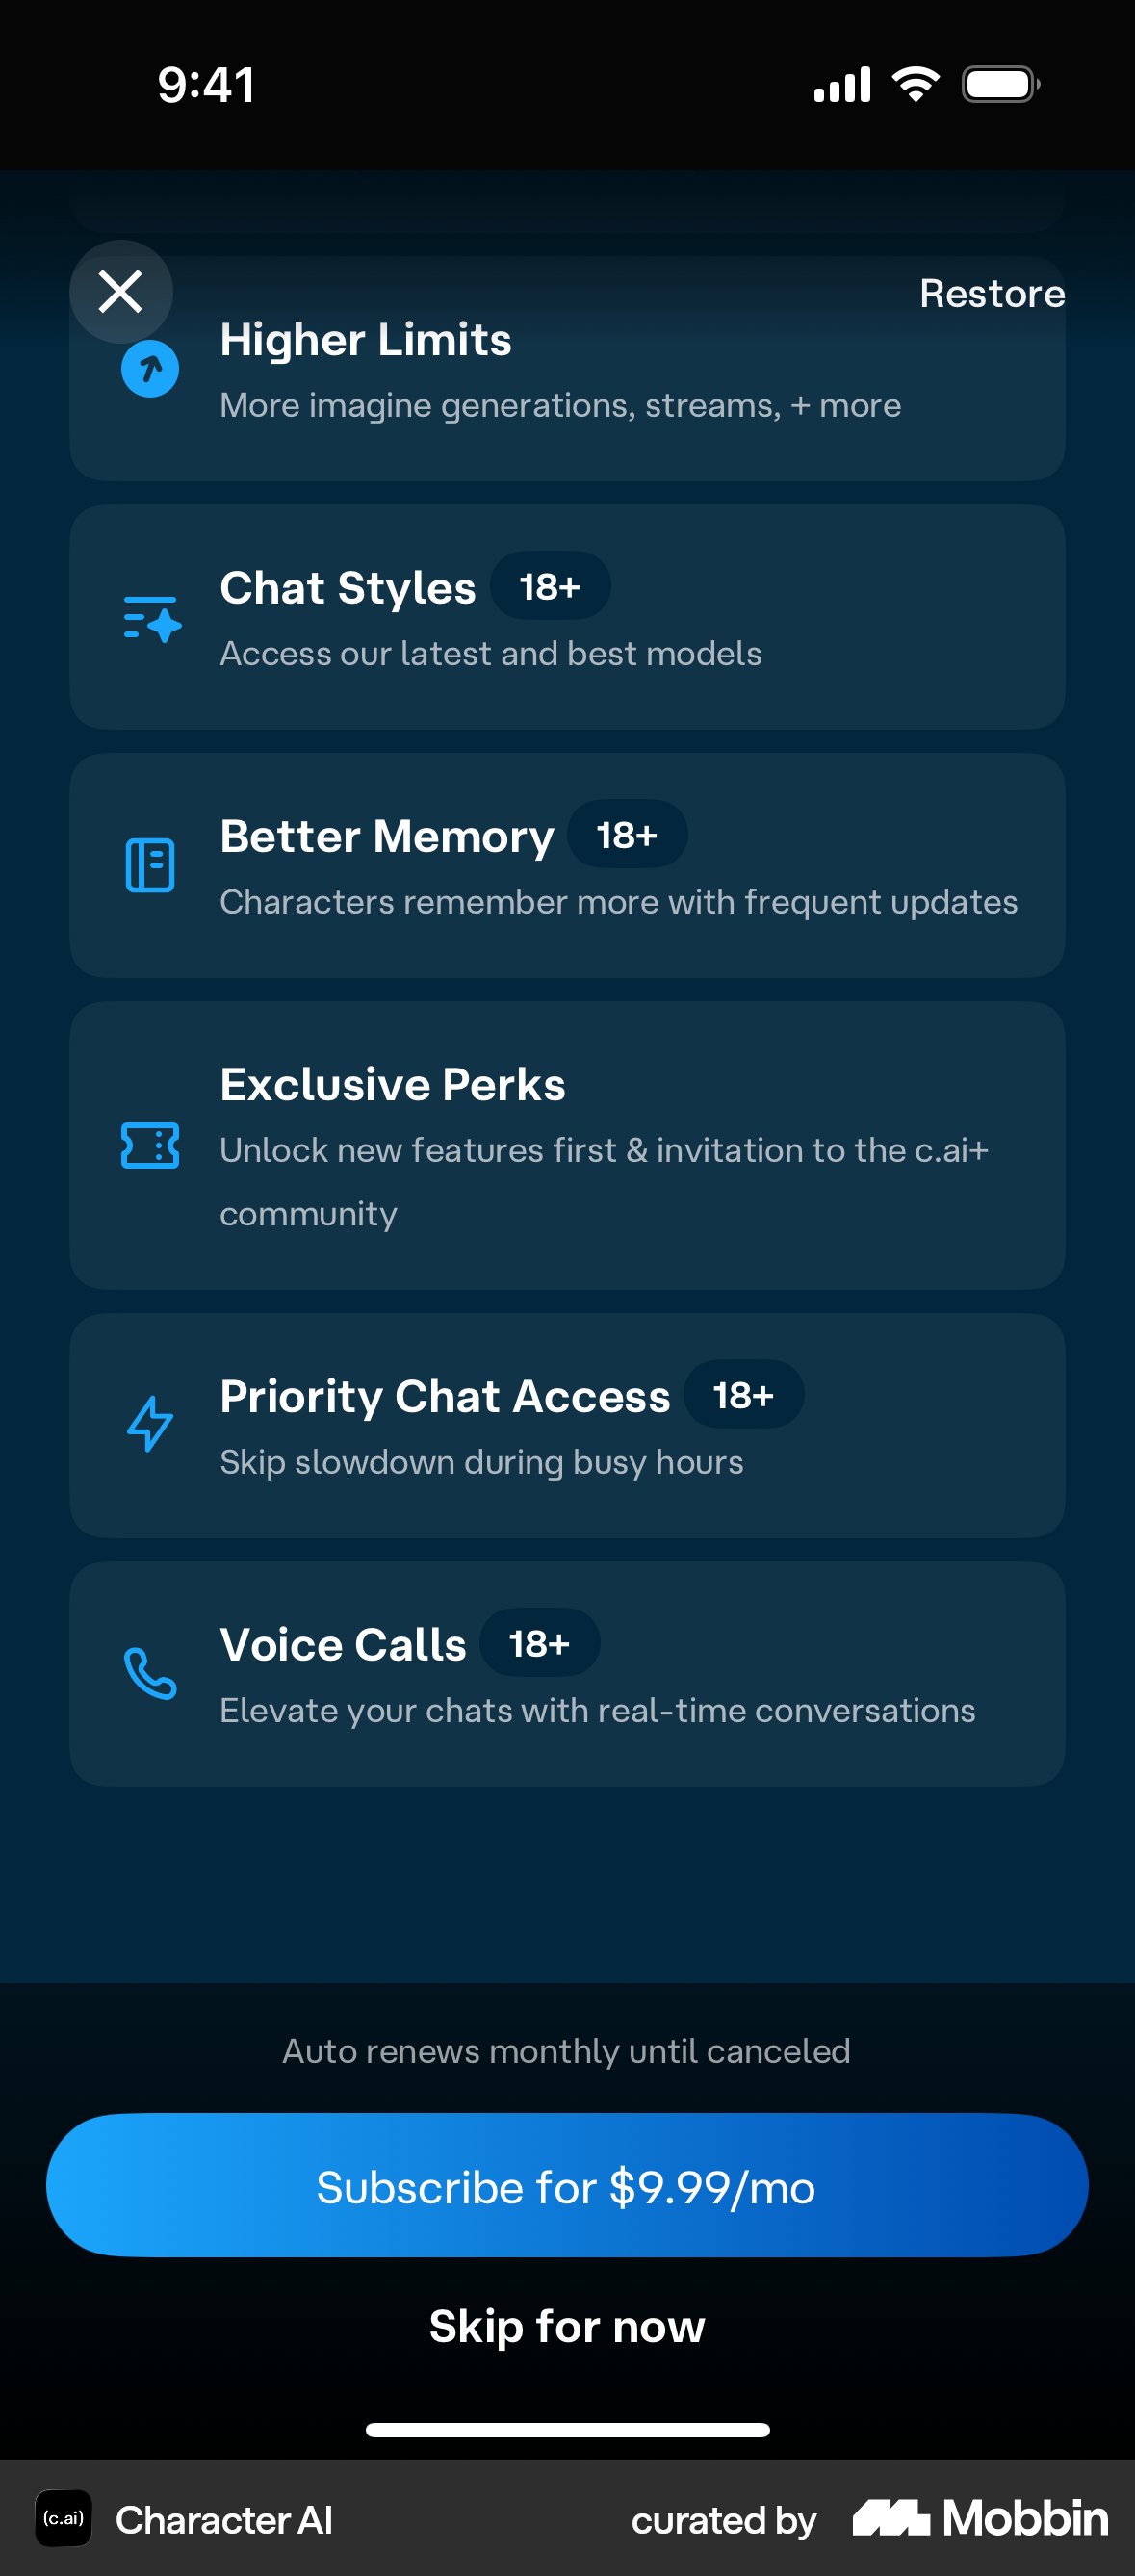 9:41
Restore
Higher Limits
More imagine generations, streams, + more
Chat Styles 18+
Access our latest and best models
Better Memory 18+
Characters remember more with frequent updates
Exclusive Perks
Unlock new features first & invitation to the c.ai+
community
Priority Chat Access 18+
Skip slowdown during busy hours
Voice Calls 18+
Elevate your chats with real-time conversations
Auto renews monthly until canceled
Subscribe for $9.99/mo
Skip for now
(c.ai) Character AI curated by Mobbin